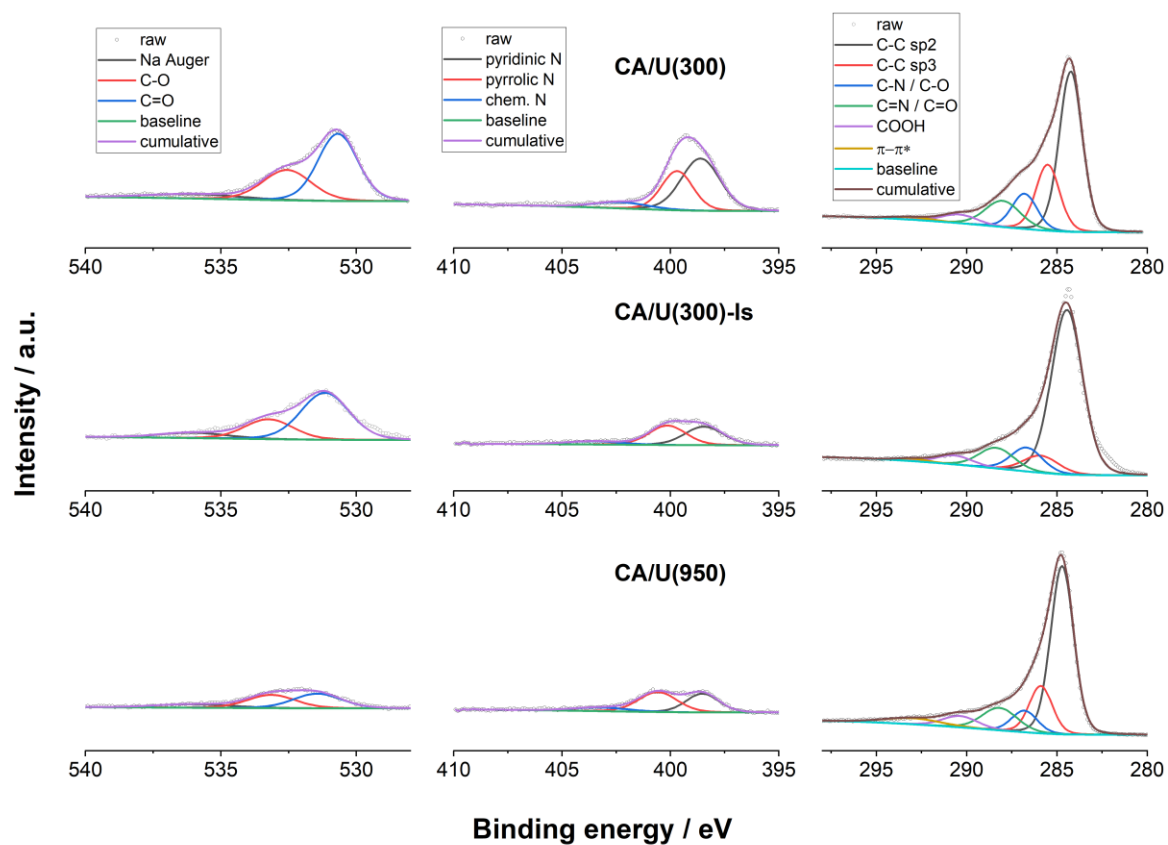 raw
Na Auger
C-O
C=O
baseline
cumulative
raw
pyridinic N
pyrrolic N
chem. N
baseline
cumulative
CA/U(300)
raw
C-C sp2
C-C sp3
C-N / C-O
C=N / C=O
COOH
π–π*
baseline
cumulative
540 535 530
410 405 400 395
295 290 285 280
CA/U(300)-ls
540 535 530
410 405 400 395
295 290 285 280
CA/U(950)
540 535 530
410 405 400 395
295 290 285 280
Intensity / a.u.
Binding energy / eV